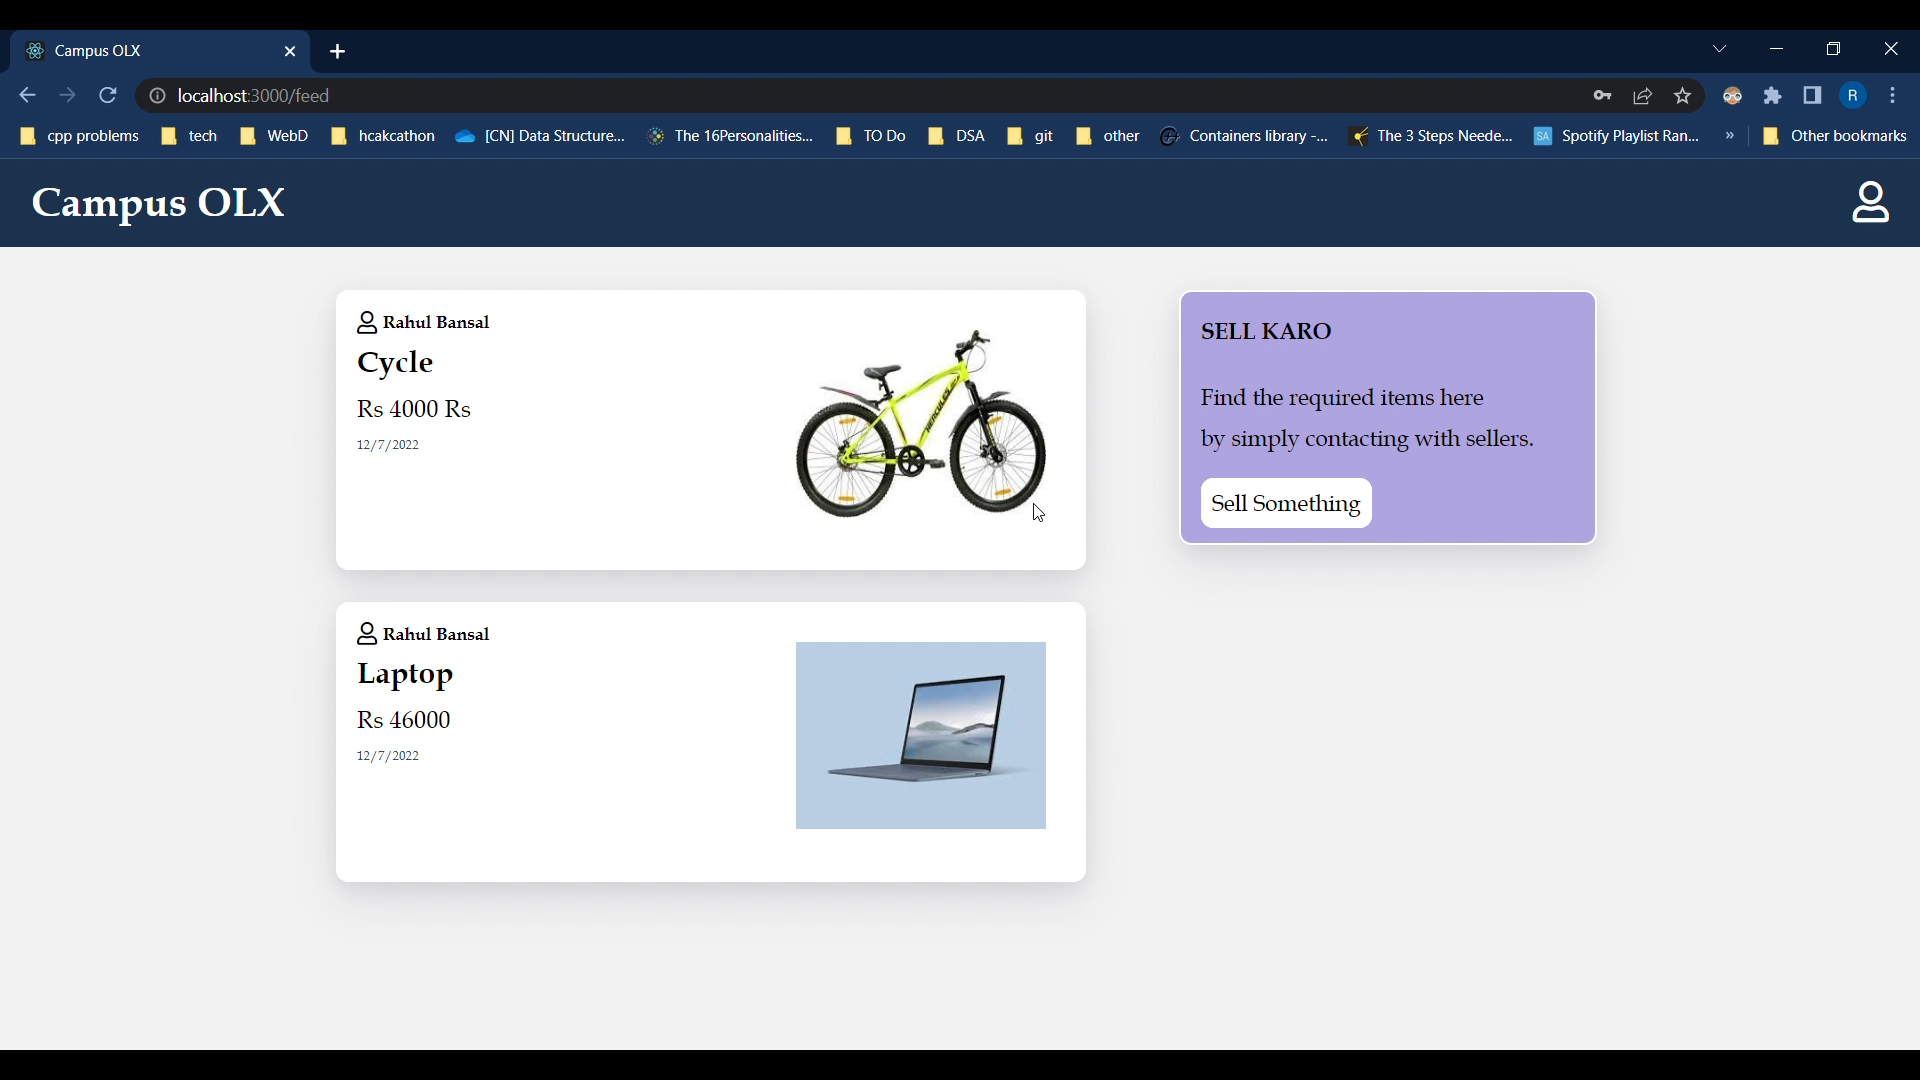 Campus OLX
localhost:3000/feed
R
cpp problems
tech
WebD
hcakcathon
[CN] Data Structure...
The 16Personalities...
TO Do
DSA
git
other
Containers library -...
The 3 Steps Neede...
SA
Spotify Playlist Ran...
»
Other bookmarks
Campus OLX
Rahul Bansal
Cycle
Rs 4000 Rs
12/7/2022
HERCULES
SELL KARO
Find the required items here
by simply contacting with sellers.
Sell Something
Rahul Bansal
Laptop
Rs 46000
12/7/2022